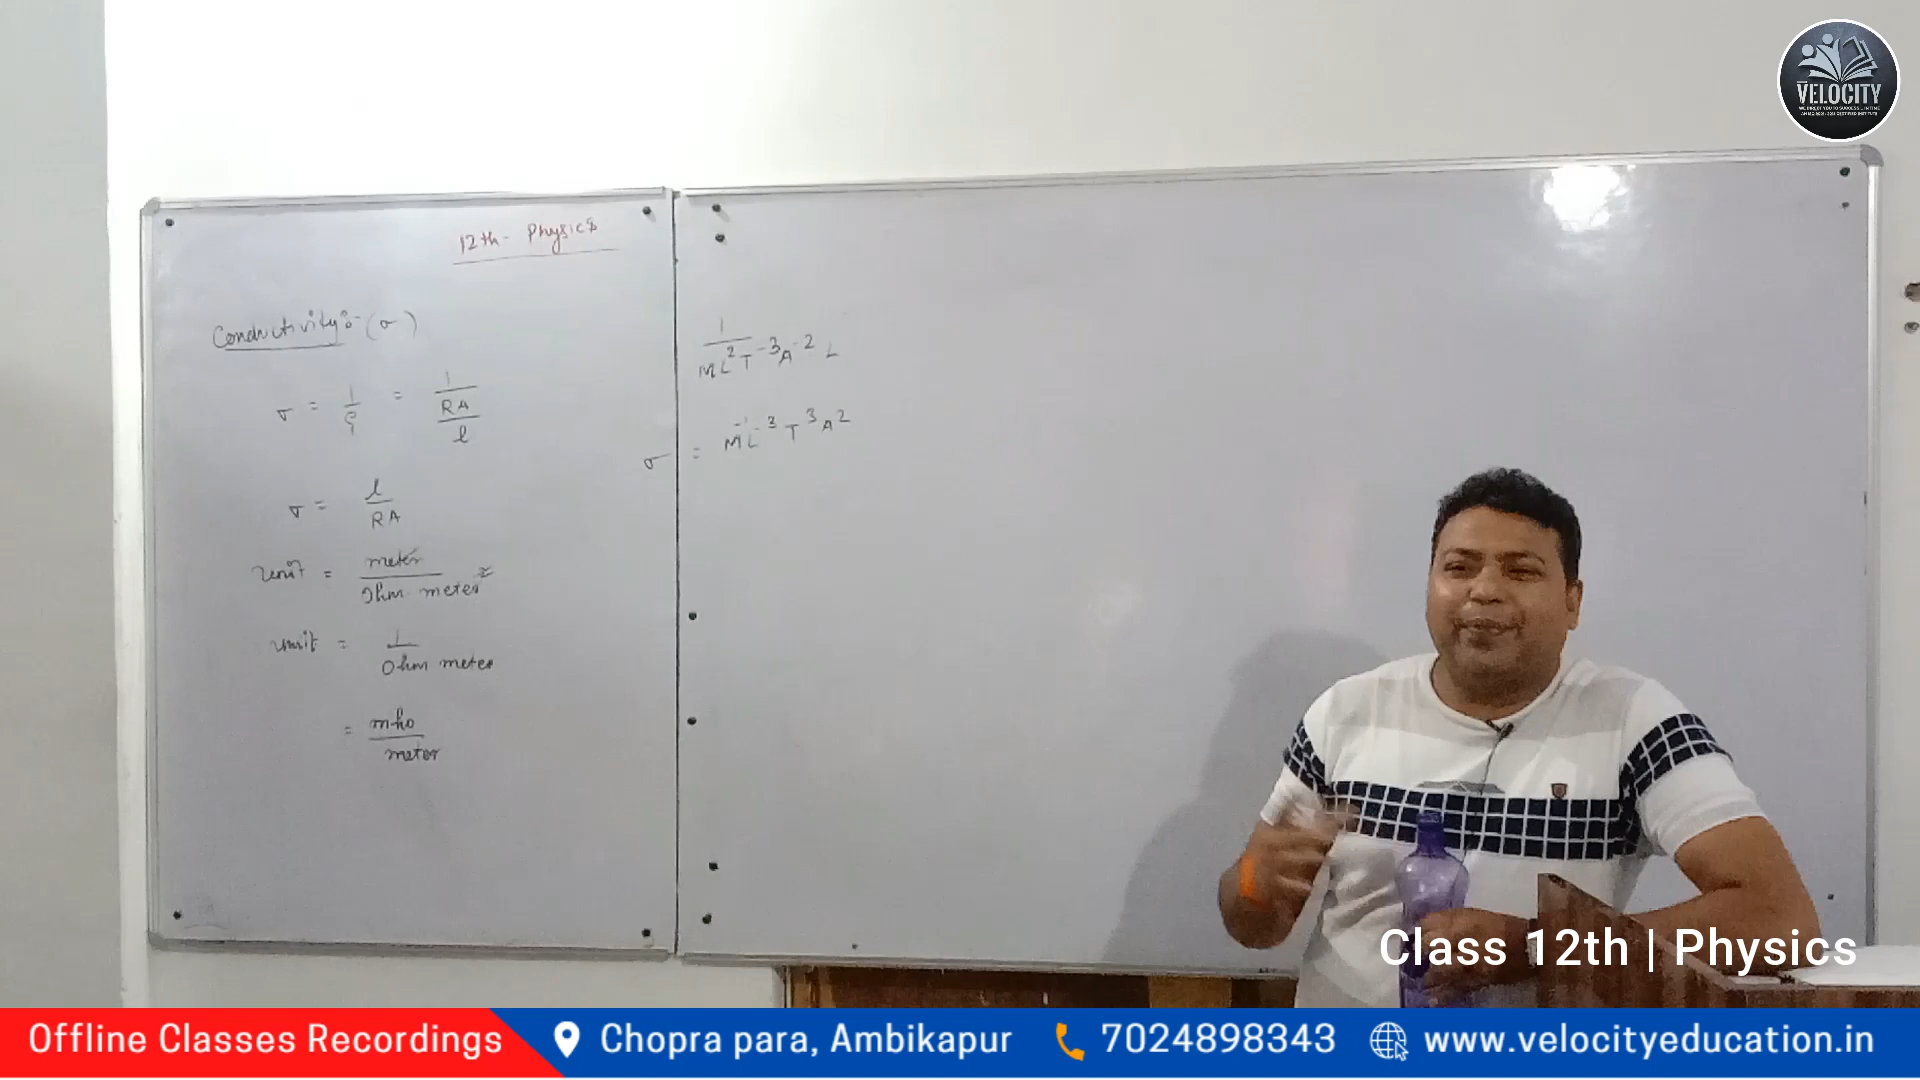 VELOCITY
12th - Physics
Conductivity :- (σ)
σ = 1/ρ = 1/(RA/l)
σ = l/RA
unit = meter/ohm meter²
unit = 1/ohm meter
= mho/meter
1/ML²T⁻³A⁻² L
σ = M⁻¹L⁻³T³A²
Class 12th | Physics
Offline Classes Recordings
Chopra para, Ambikapur
7024898343
www.velocityeducation.in